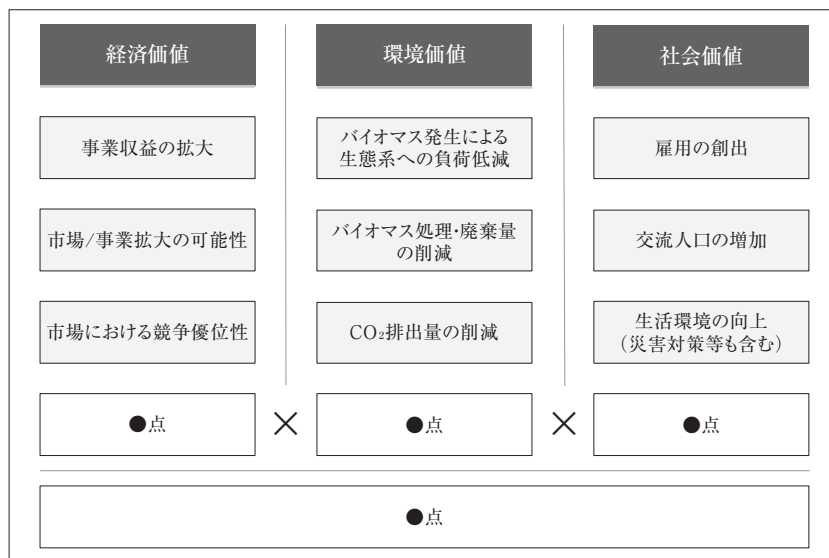 経済価値
環境価値
社会価値
事業収益の拡大
バイオマス発生による
生態系への負荷低減
雇用の創出
市場/事業拡大の可能性
バイオマス処理・廃棄量
の削減
交流人口の増加
市場における競争優位性
CO₂排出量の削減
生活環境の向上
（災害対策等も含む）
●点
×
●点
×
●点
●点